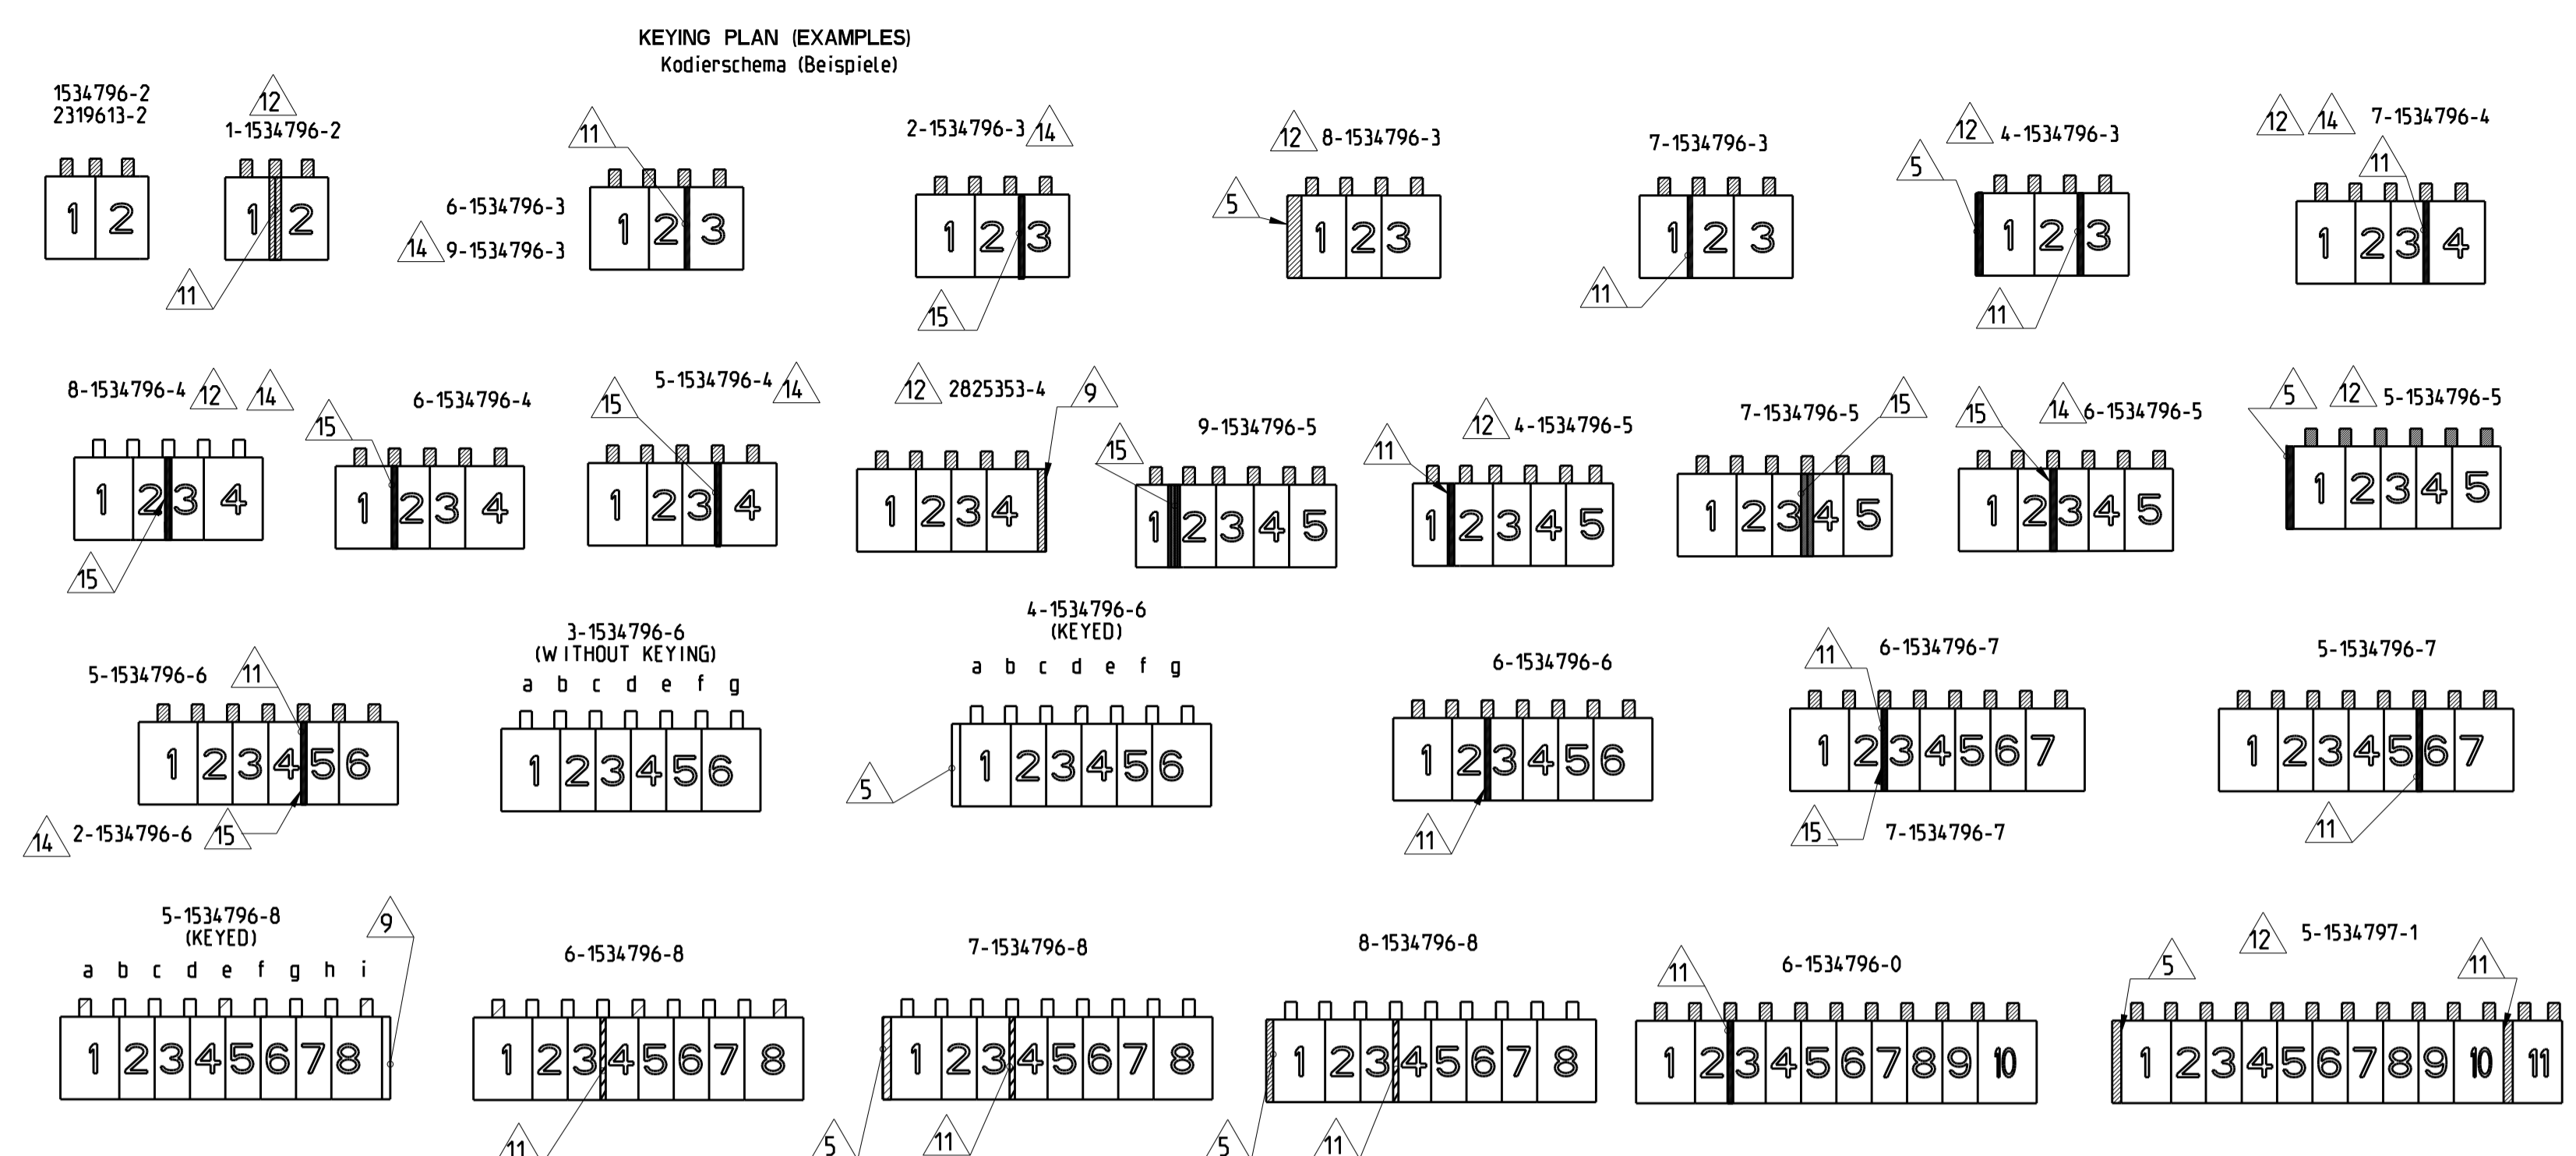 KEYING PLAN (EXAMPLES)
Kodierschema (Beispiele)
1534796-2
2319613-2
1 2
12
1-1534796-2
1 2
11
11
6-1534796-3
14 9-1534796-3
1 2 3
2-1534796-3 14
1 2 3
15
12 8-1534796-3
5
1 2 3
7-1534796-3
1 2 3
11
12 4-1534796-3
5
1 2 3
11
12 14 7-1534796-4
11
1 2 3 4
8-1534796-4 12 14
1 2 3 4
15
6-1534796-4
15
1 2 3 4
5-1534796-4 14
15
1 2 3 4
12 2825353-4 9
1 2 3 4
9-1534796-5
15
1 2 3 4 5
12 4-1534796-5
11
1 2 3 4 5
7-1534796-5 15
1 2 3 4 5
15 14 6-1534796-5
1 2 3 4 5
5 12 5-1534796-5
1 2 3 4 5
5-1534796-6 11
1 2 3 4 5 6
14 2-1534796-6 15
3-1534796-6
(WITHOUT KEYING)
a b c d e f g
1 2 3 4 5 6
4-1534796-6
(KEYED)
a b c d e f g
1 2 3 4 5 6
5
6-1534796-6
1 2 3 4 5 6
11
11 6-1534796-7
1 2 3 4 5 6 7
15 7-1534796-7
5-1534796-7
1 2 3 4 5 6 7
11
5-1534796-8
(KEYED)
9
a b c d e f g h i
1 2 3 4 5 6 7 8
6-1534796-8
1 2 3 4 5 6 7 8
11
7-1534796-8
1 2 3 4 5 6 7 8
5 11
8-1534796-8
1 2 3 4 5 6 7 8
5 11
11 6-1534796-0
1 2 3 4 5 6 7 8 9 10
12 5-1534797-1
5 11
1 2 3 4 5 6 7 8 9 10 11